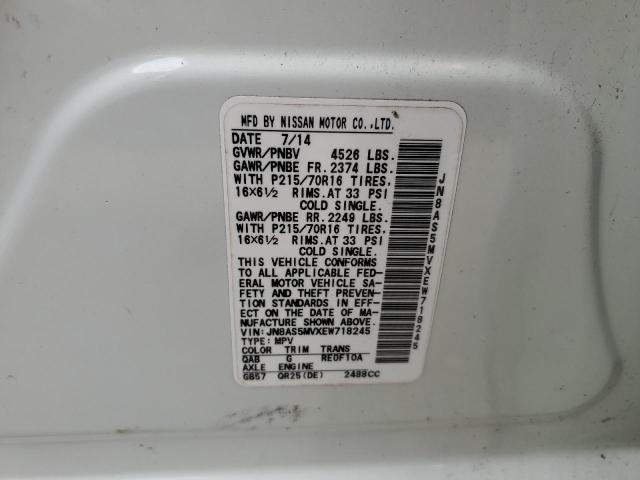 MFD BY NISSAN MOTOR CO.,LTD.
DATE 7/14
GVWR/PNBV 4526 LBS.
GAWR/PNBE FR. 2374 LBS.
WITH P215/70R16 TIRES,
16×6½ RIMS. AT 33 PSI
COLD SINGLE.
GAWR/PNBE RR. 2249 LBS.
WITH P215/70R16 TIRES,
16×6½ RIMS. AT 33 PSI
COLD SINGLE.
THIS VEHICLE CONFORMS
TO ALL APPLICABLE FED-
ERAL MOTOR VEHICLE SA-
FETY AND THEFT PREVEN-
TION STANDARDS IN EFF-
ECT ON THE DATE OF MA-
NUFACTURE SHOWN ABOVE.
VIN: JN8AS5MVXEW718245
TYPE: MPV
COLOR TRIM TRANS
QAB G RE0F10A
AXLE ENGINE
GB57 QR25(DE) 2488CC
JN8AS5MVXEW718245